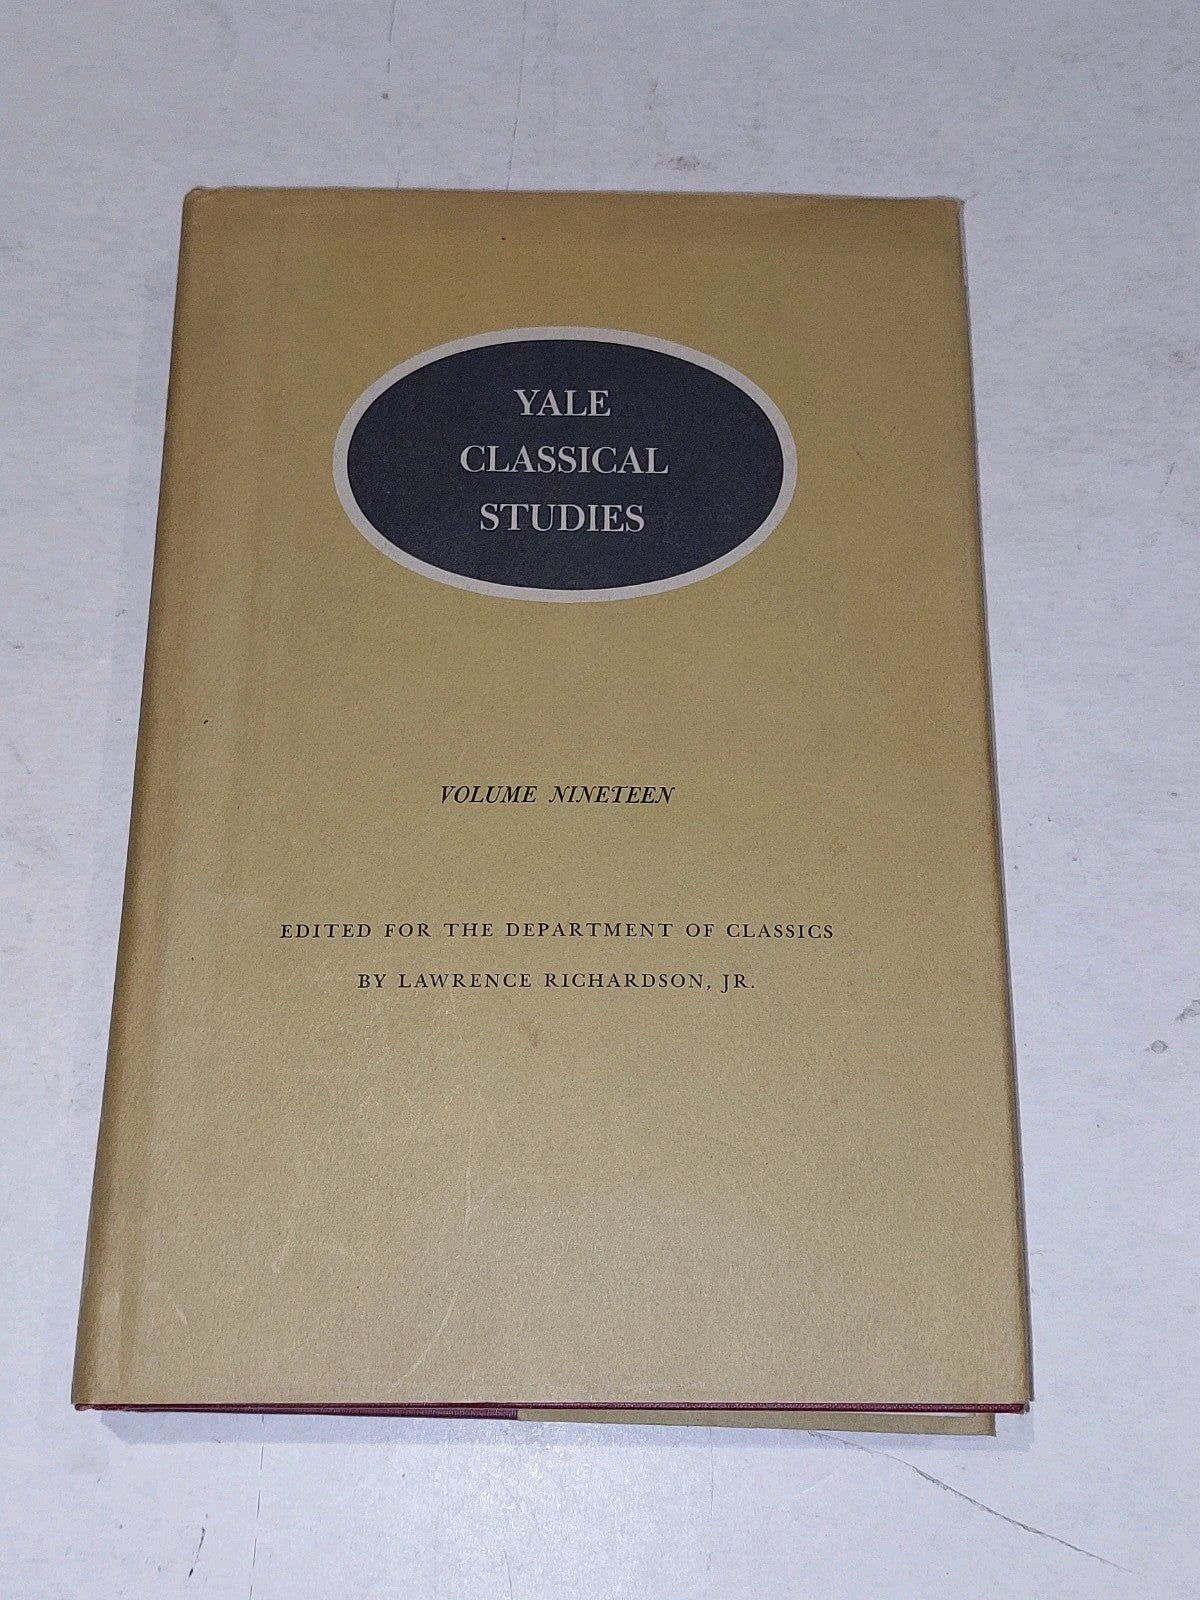 YALE
CLASSICAL
STUDIES
VOLUME NINETEEN
EDITED FOR THE DEPARTMENT OF CLASSICS
BY LAWRENCE RICHARDSON, JR.